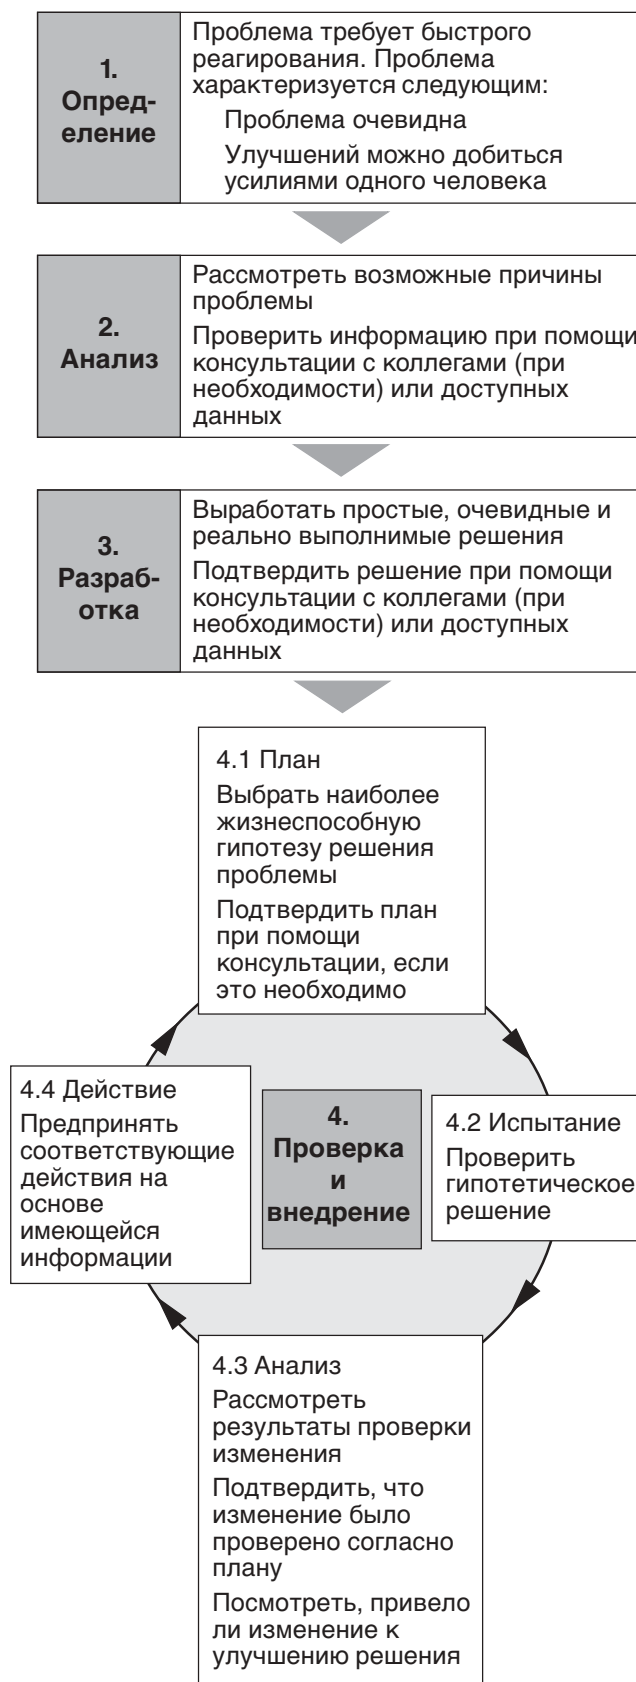 1.
Опред-
еление
Проблема требует быстрого
реагирования. Проблема
характеризуется следующим:
Проблема очевидна
Улучшений можно добиться
усилиями одного человека
2.
Анализ
Рассмотреть возможные причины
проблемы
Проверить информацию при помощи
консультации с коллегами (при
необходимости) или доступных
данных
3.
Разраб-
отка
Выработать простые, очевидные и
реально выполнимые решения
Подтвердить решение при помощи
консультации с коллегами (при
необходимости) или доступных
данных
4.1 План
Выбрать наиболее
жизнеспособную
гипотезу решения
проблемы
Подтвердить план
при помощи
консультации, если
это необходимо
4.4 Действие
Предпринять
соответствующие
действия на
основе
имеющейся
информации
4.
Проверка
и
внедрение
4.2 Испытание
Проверить
гипотетическое
решение
4.3 Анализ
Рассмотреть
результаты проверки
изменения
Подтвердить, что
изменение было
проверено согласно
плану
Посмотреть, привело
ли изменение к
улучшению решения